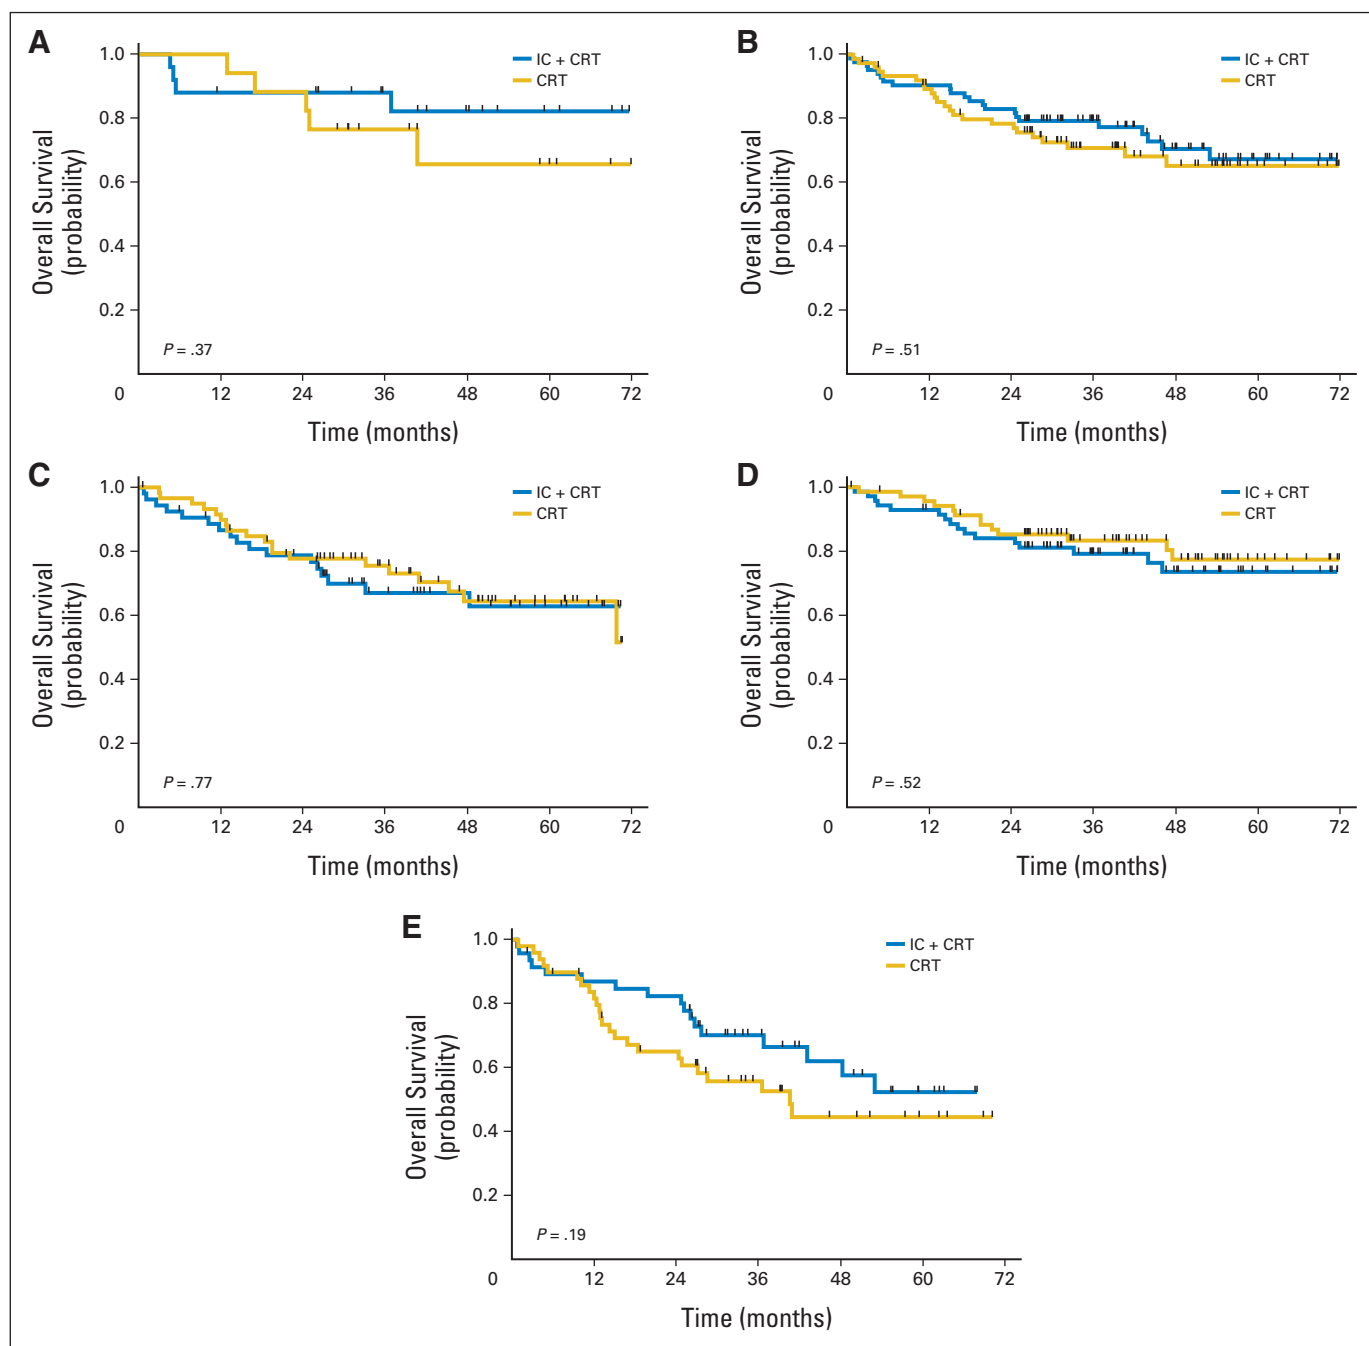 A
IC + CRT
CRT
1.0
0.8
0.6
0.4
0.2
Overall Survival
(probability)
P = .37
0 12 24 36 48 60 72
Time (months)
B
IC + CRT
CRT
1.0
0.8
0.6
0.4
0.2
Overall Survival
(probability)
P = .51
0 12 24 36 48 60 72
Time (months)
C
IC + CRT
CRT
1.0
0.8
0.6
0.4
0.2
Overall Survival
(probability)
P = .77
0 12 24 36 48 60 72
Time (months)
D
IC + CRT
CRT
1.0
0.8
0.6
0.4
0.2
Overall Survival
(probability)
P = .52
0 12 24 36 48 60 72
Time (months)
E
IC + CRT
CRT
1.0
0.8
0.6
0.4
0.2
Overall Survival
(probability)
P = .19
0 12 24 36 48 60 72
Time (months)